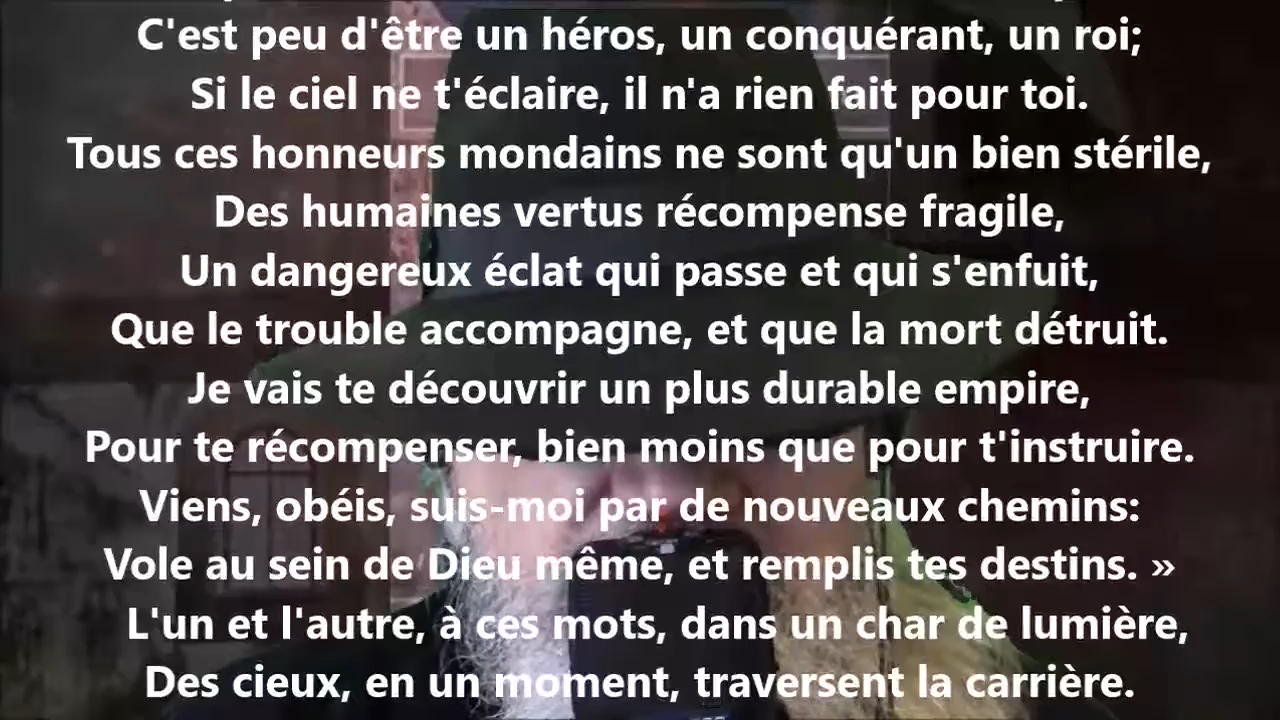 C'est peu d'être un héros, un conquérant, un roi;
Si le ciel ne t'éclaire, il n'a rien fait pour toi.
Tous ces honneurs mondains ne sont qu'un bien stérile,
Des humaines vertus récompense fragile,
Un dangereux éclat qui passe et qui s'enfuit,
Que le trouble accompagne, et que la mort détruit.
Je vais te découvrir un plus durable empire,
Pour te récompenser, bien moins que pour t'instruire.
Viens, obéis, suis-moi par de nouveaux chemins:
Vole au sein de Dieu même, et remplis tes destins. »
L'un et l'autre, à ces mots, dans un char de lumière,
Des cieux, en un moment, traversent la carrière.